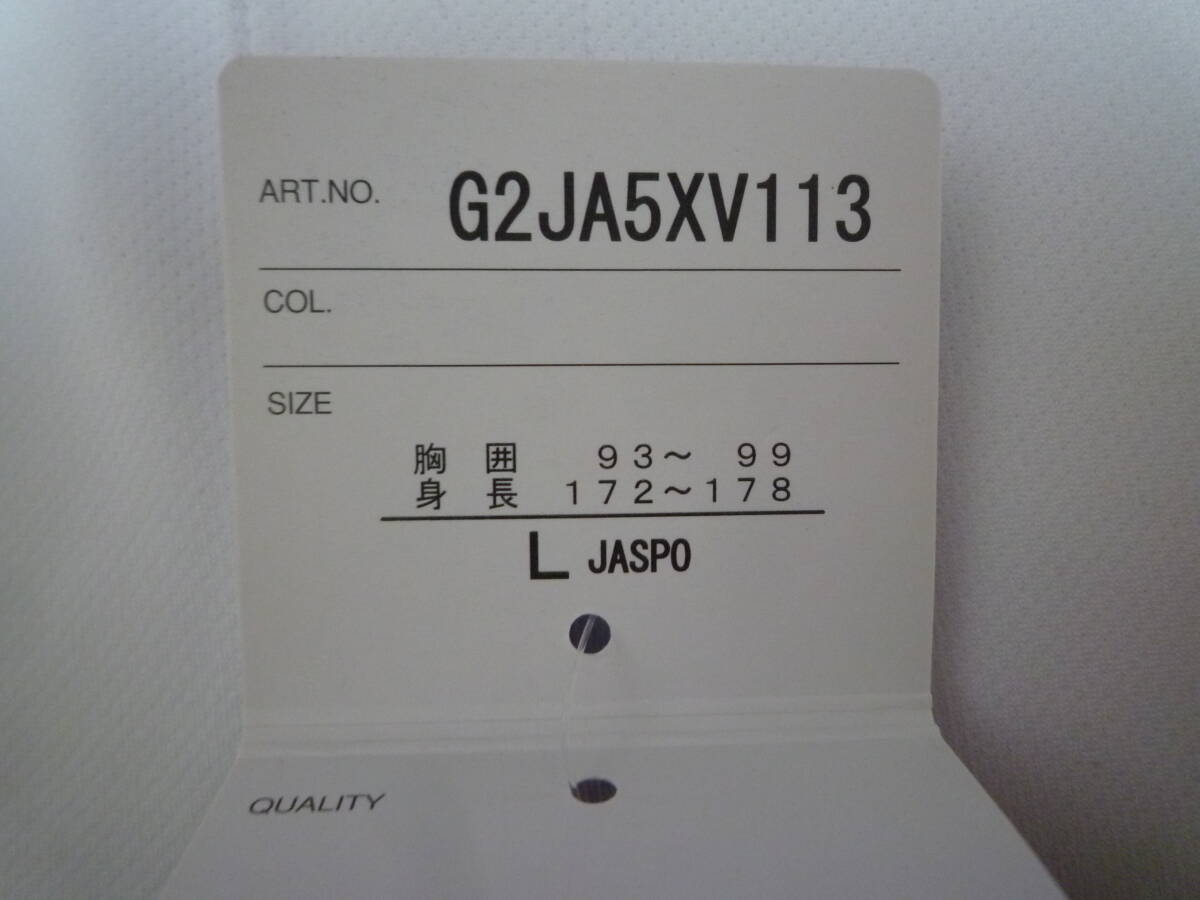 ART.NO. G2JA5XV113
COL.
SIZE
胸 囲 93～ 99
身 長 172～178
L JASPO
QUALITY